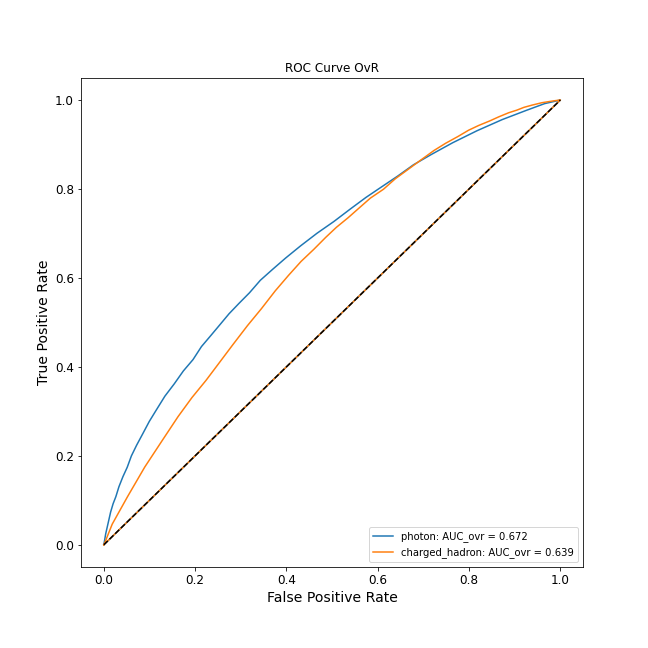 ROC Curve OvR
1.0
0.8
0.6
0.4
0.2
0.0
True Positive Rate
photon: AUC_ovr = 0.672
charged_hadron: AUC_ovr = 0.639
0.0 0.2 0.4 0.6 0.8 1.0
False Positive Rate